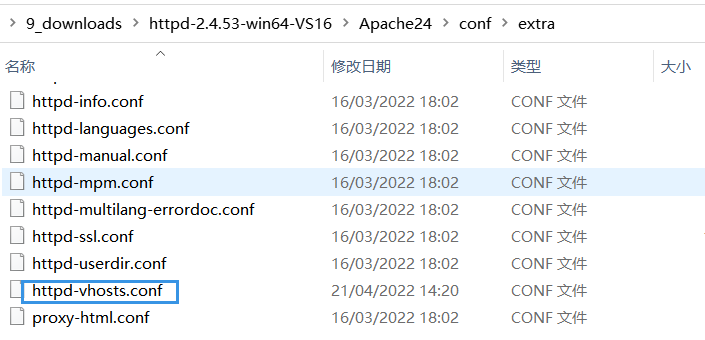 9_downloads > httpd-2.4.53-win64-VS16 > Apache24 > conf > extra
名称 修改日期 类型 大小
httpd-info.conf 16/03/2022 18:02 CONF 文件
httpd-languages.conf 16/03/2022 18:02 CONF 文件
httpd-manual.conf 16/03/2022 18:02 CONF 文件
httpd-mpm.conf 16/03/2022 18:02 CONF 文件
httpd-multilang-errordoc.conf 16/03/2022 18:02 CONF 文件
httpd-ssl.conf 16/03/2022 18:02 CONF 文件
httpd-userdir.conf 16/03/2022 18:02 CONF 文件
httpd-vhosts.conf 21/04/2022 14:20 CONF 文件
proxy-html.conf 16/03/2022 18:02 CONF 文件